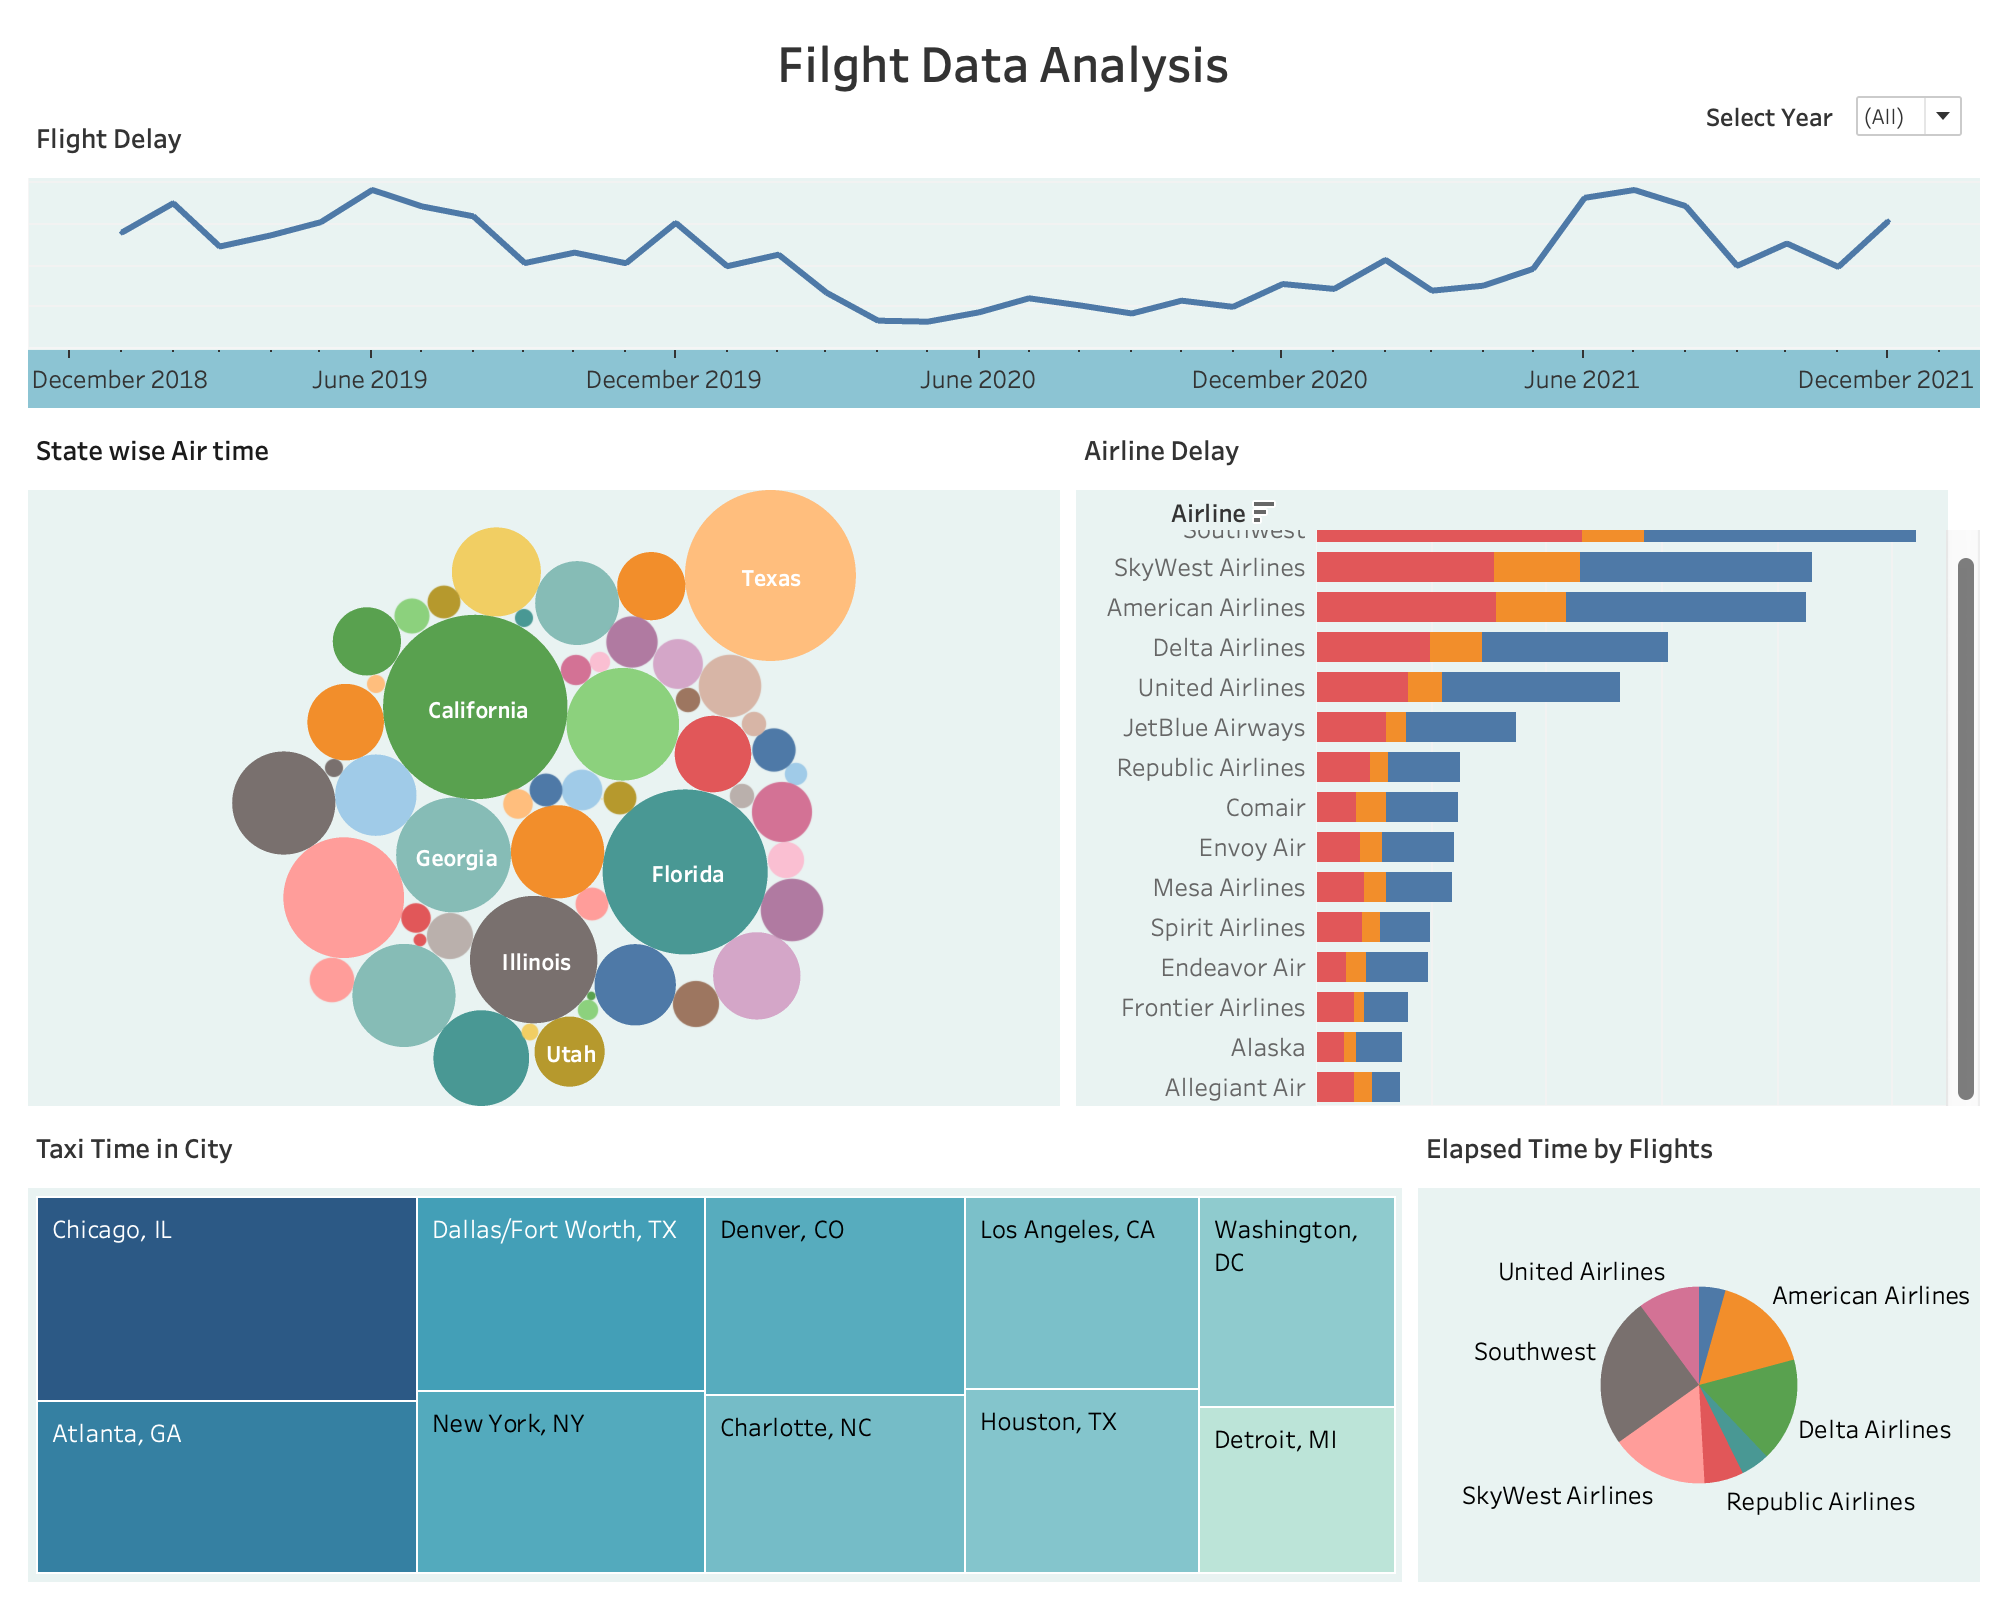 Filght Data Analysis
Select Year
(All)
Flight Delay
December 2018
June 2019
December 2019
June 2020
December 2020
June 2021
December 2021
State wise Air time
Texas
California
Georgia
Florida
Illinois
Utah
Airline Delay
Airline
Southwest
SkyWest Airlines
American Airlines
Delta Airlines
United Airlines
JetBlue Airways
Republic Airlines
Comair
Envoy Air
Mesa Airlines
Spirit Airlines
Endeavor Air
Frontier Airlines
Alaska
Allegiant Air
Taxi Time in City
Chicago, IL
Dallas/Fort Worth, TX
Denver, CO
Los Angeles, CA
Washington,
DC
Atlanta, GA
New York, NY
Charlotte, NC
Houston, TX
Detroit, MI
Elapsed Time by Flights
United Airlines
American Airlines
Southwest
Delta Airlines
SkyWest Airlines
Republic Airlines